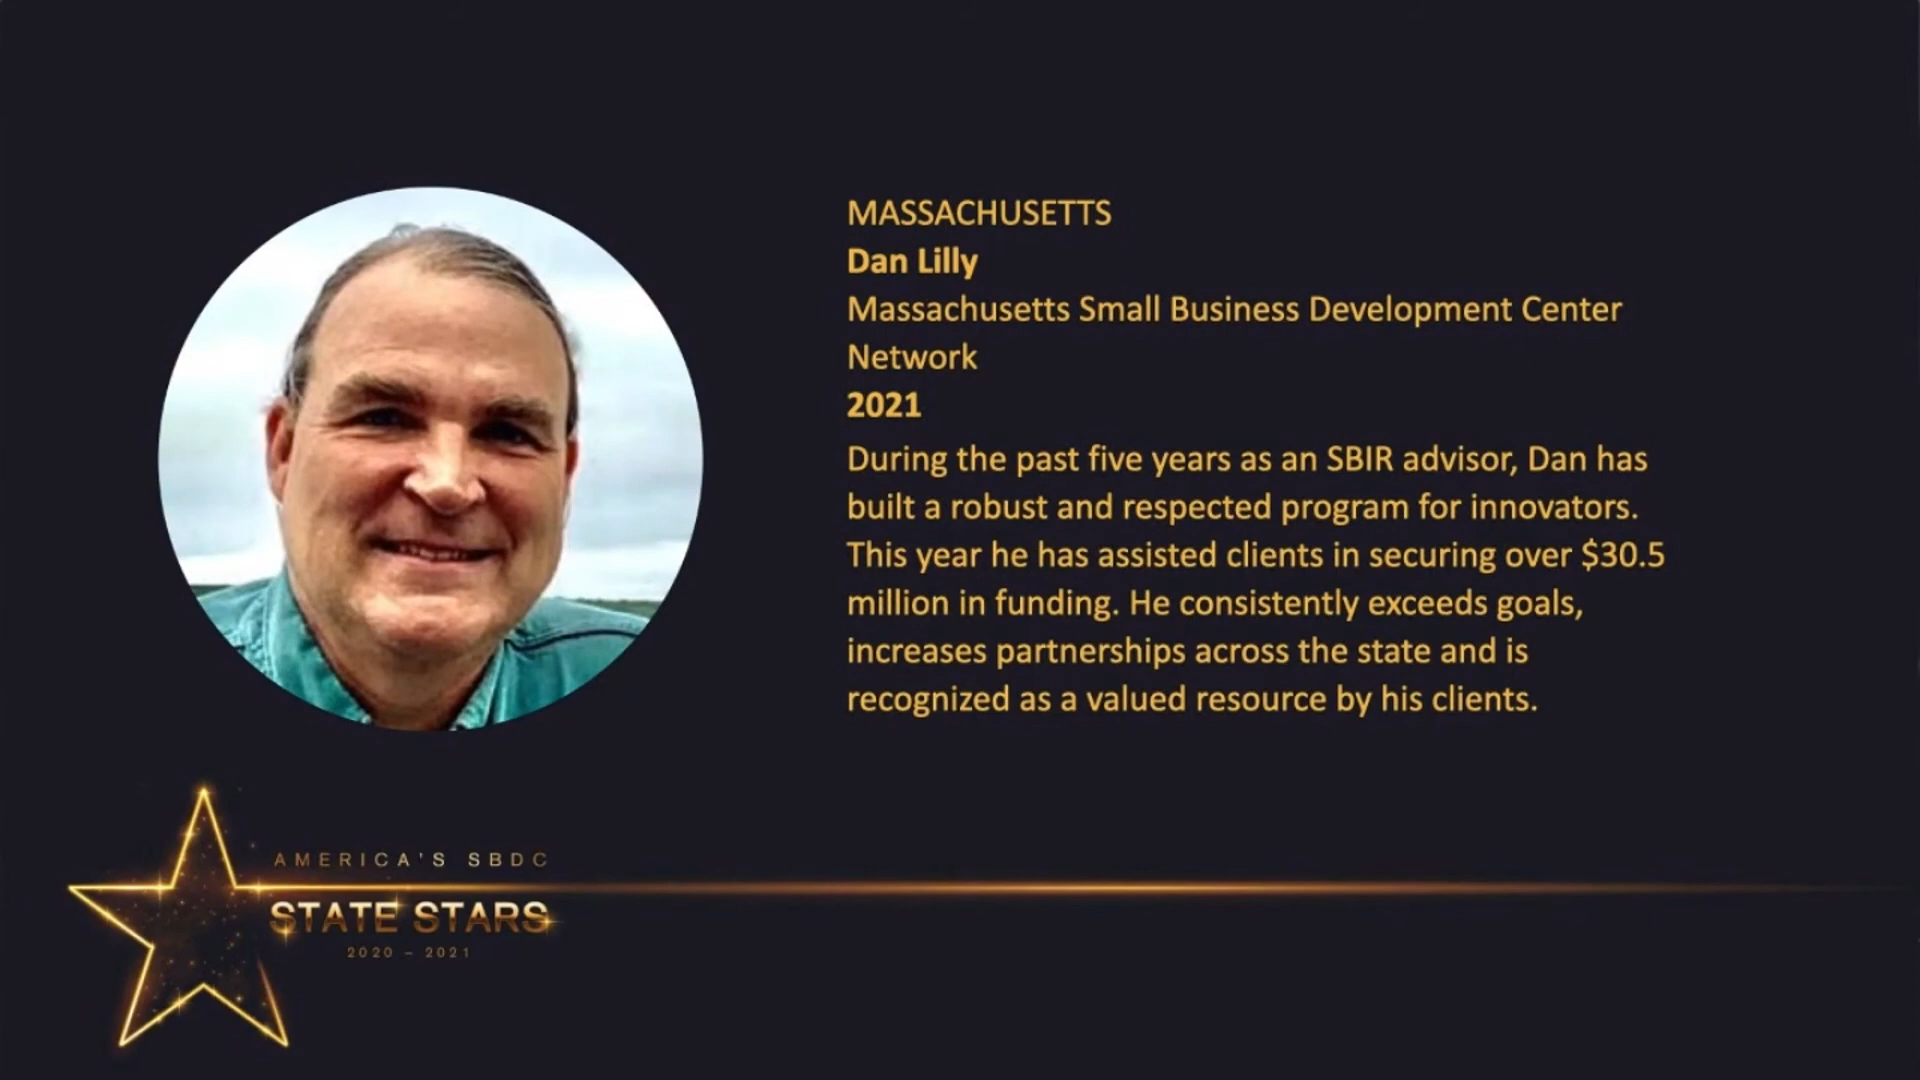 MASSACHUSETTS
Dan Lilly
Massachusetts Small Business Development Center
Network
2021
During the past five years as an SBIR advisor, Dan has
built a robust and respected program for innovators.
This year he has assisted clients in securing over $30.5
million in funding. He consistently exceeds goals,
increases partnerships across the state and is
recognized as a valued resource by his clients.
AMERICA'S SBDC
STATE STARS
2020 – 2021